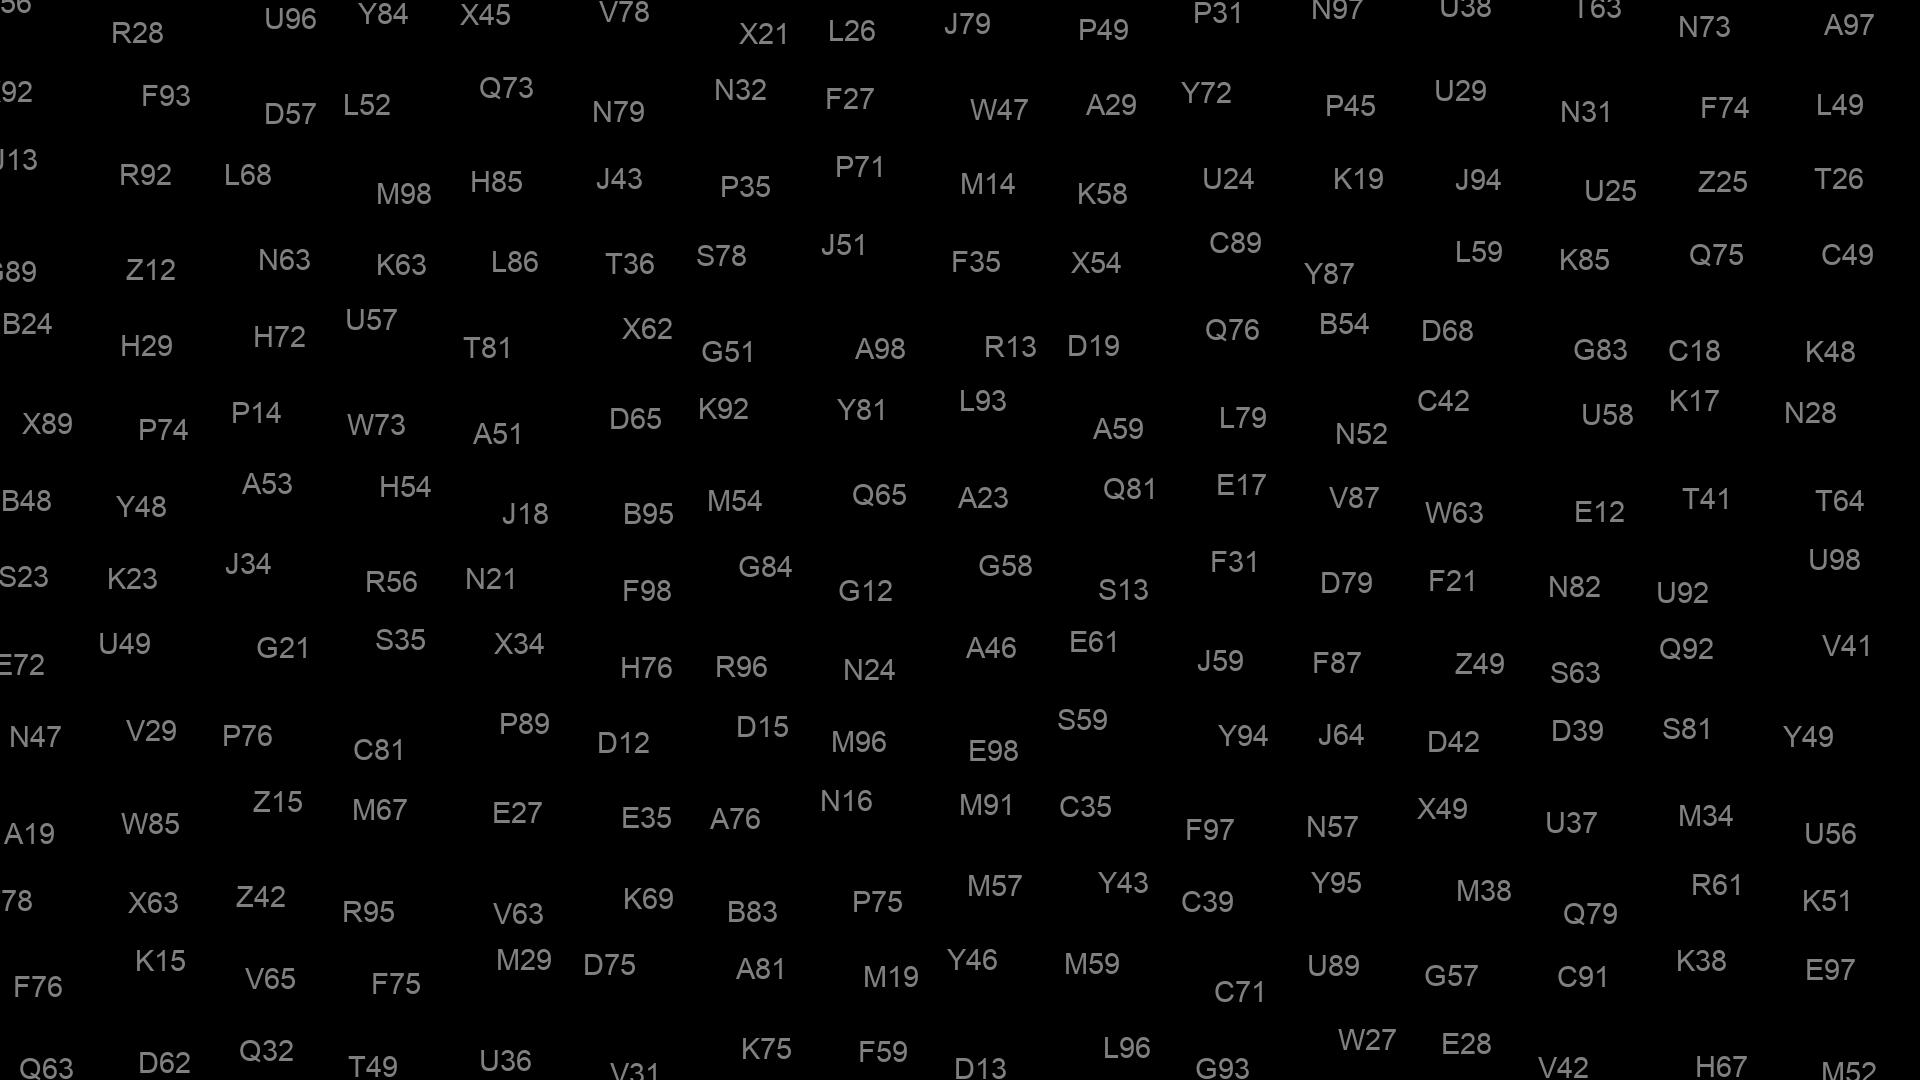 56 R28 U96 Y84 X45 V78 X21 L26 J79 P49 P31 N97 U38 T63 N73 A97
92 F93 D57 L52 Q73 N79 N32 F27 W47 A29 Y72 P45 U29 N31 F74 L49
J13 R92 L68 M98 H85 J43 P35 P71 M14 K58 U24 K19 J94 U25 Z25 T26
G89 Z12 N63 K63 L86 T36 S78 J51 F35 X54 C89 Y87 L59 K85 Q75 C49
B24 H29 H72 U57 T81 X62 G51 A98 R13 D19 Q76 B54 D68 G83 C18 K48
X89 P74 P14 W73 A51 D65 K92 Y81 L93 A59 L79 N52 C42 U58 K17 N28
B48 Y48 A53 H54 J18 B95 M54 Q65 A23 Q81 E17 V87 W63 E12 T41 T64
S23 K23 J34 R56 N21 F98 G84 G12 G58 S13 F31 D79 F21 N82 U92 U98
E72 U49 G21 S35 X34 H76 R96 N24 A46 E61 J59 F87 Z49 S63 Q92 V41
N47 V29 P76 C81 P89 D12 D15 M96 E98 S59 Y94 J64 D42 D39 S81 Y49
A19 W85 Z15 M67 E27 E35 A76 N16 M91 C35 F97 N57 X49 U37 M34 U56
78 X63 Z42 R95 V63 K69 B83 P75 M57 Y43 C39 Y95 M38 Q79 R61 K51
F76 K15 V65 F75 M29 D75 A81 M19 Y46 M59 C71 U89 G57 C91 K38 E97
Q63 D62 Q32 T49 U36 V31 K75 F59 D13 L96 G93 W27 E28 V42 H67 M52